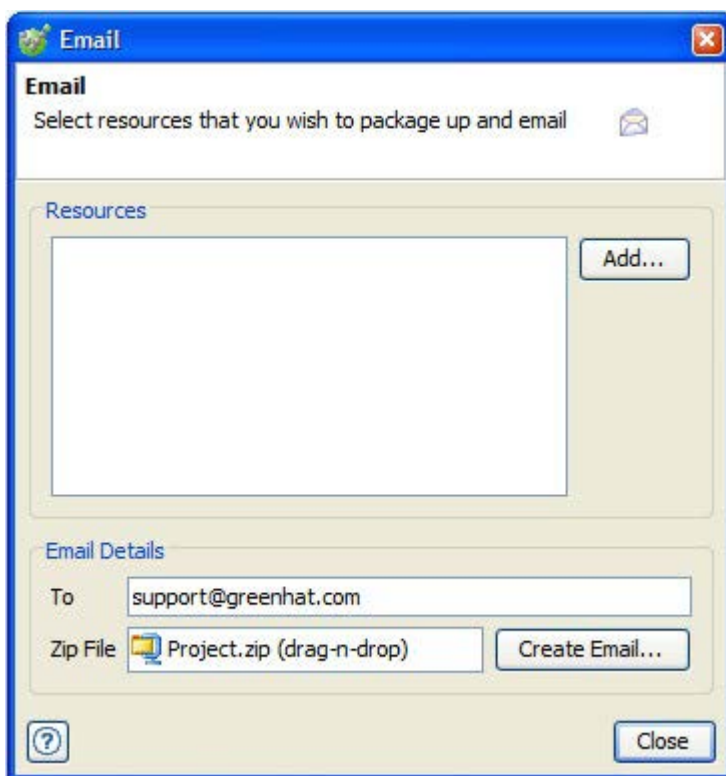 Email
Email
Select resources that you wish to package up and email
Resources
Add...
Email Details
To
support@greenhat.com
Zip File
Project.zip (drag-n-drop)
Create Email...
?
Close